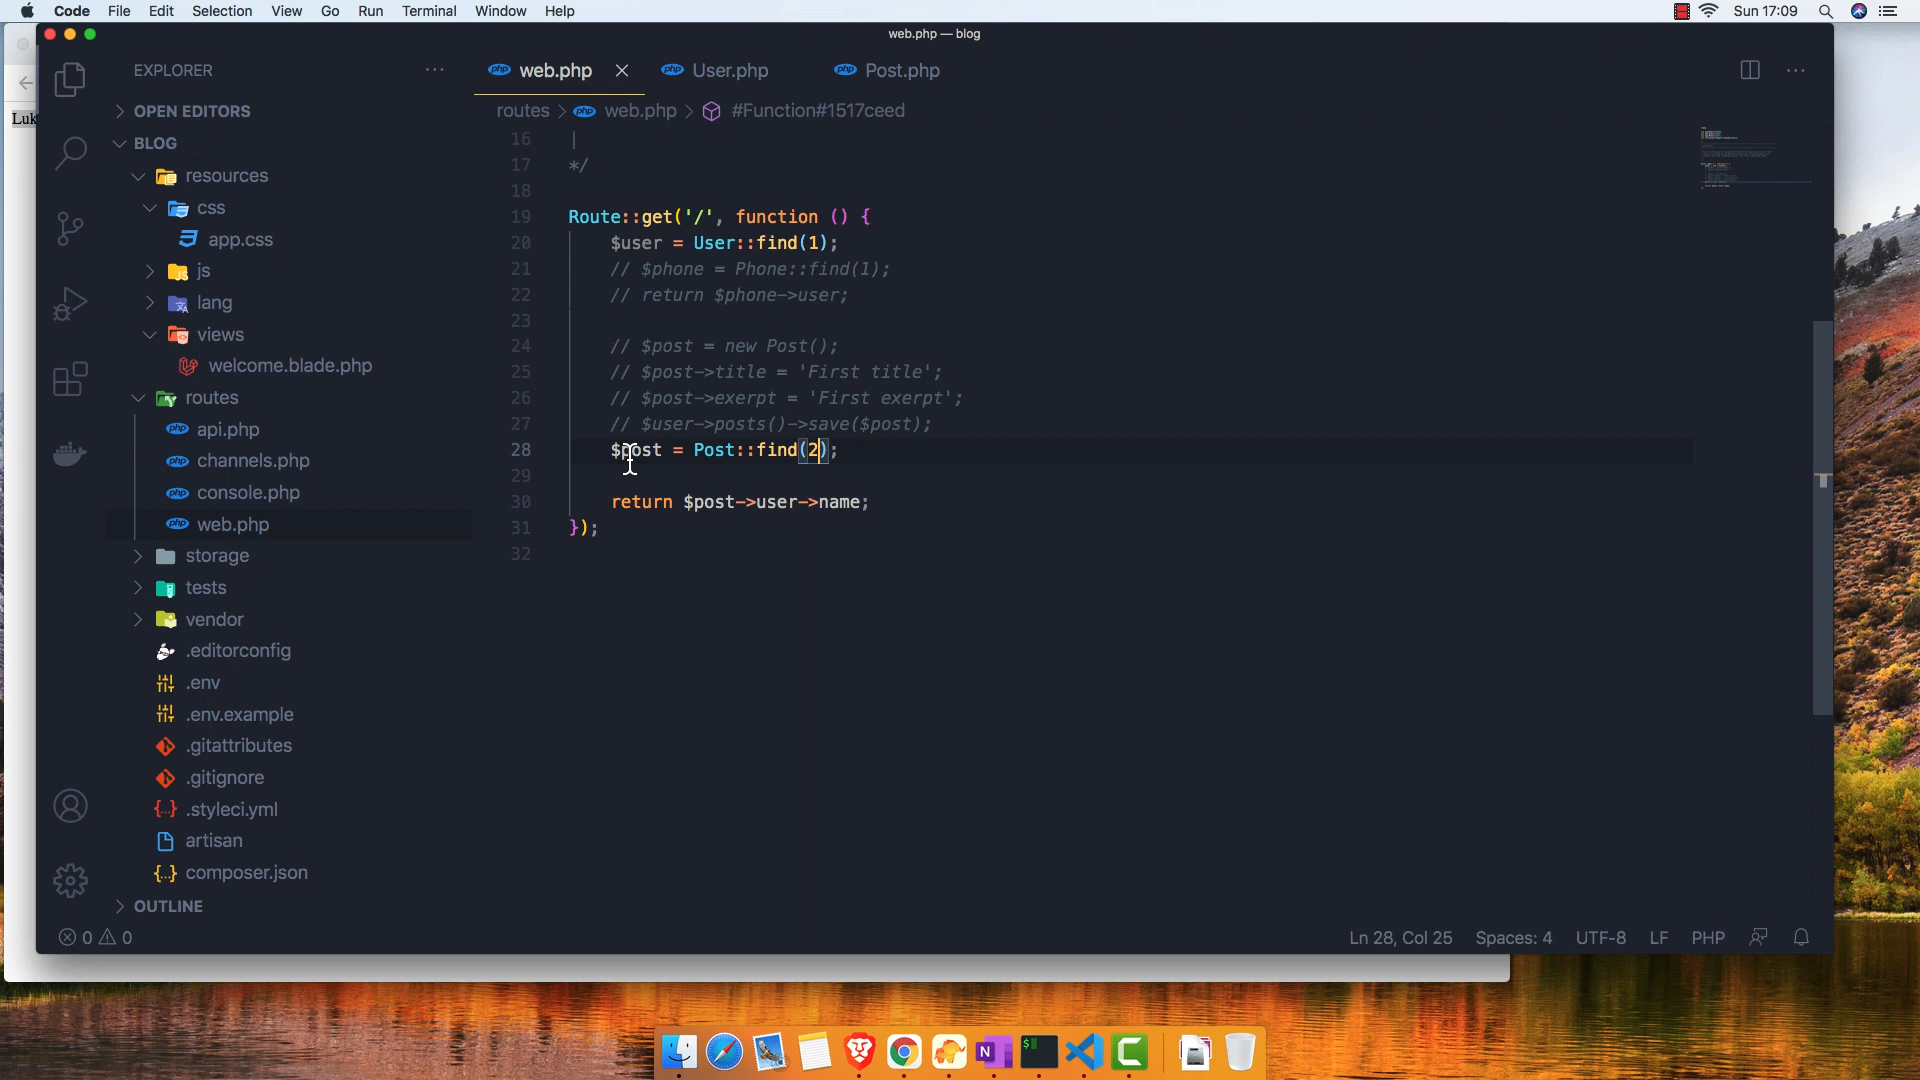 Code File Edit Selection View Go Run Terminal Window Help
Sun 17:09
web.php — blog
Luk
EXPLORER
OPEN EDITORS
BLOG
resources
css
app.css
js
lang
views
welcome.blade.php
routes
api.php
channels.php
console.php
web.php
storage
tests
vendor
.editorconfig
.env
.env.example
.gitattributes
.gitignore
.styleci.yml
artisan
composer.json
OUTLINE
web.php User.php Post.php
routes > web.php > #Function#1517ceed
16 |
17 */
18
19 Route::get('/', function () {
20 $user = User::find(1);
21 // $phone = Phone::find(1);
22 // return $phone->user;
23
24 // $post = new Post();
25 // $post->title = 'First title';
26 // $post->exerpt = 'First exerpt';
27 // $user->posts()->save($post);
28 $post = Post::find(2);
29
30 return $post->user->name;
31 });
32
0 0
Ln 28, Col 25 Spaces: 4 UTF-8 LF PHP